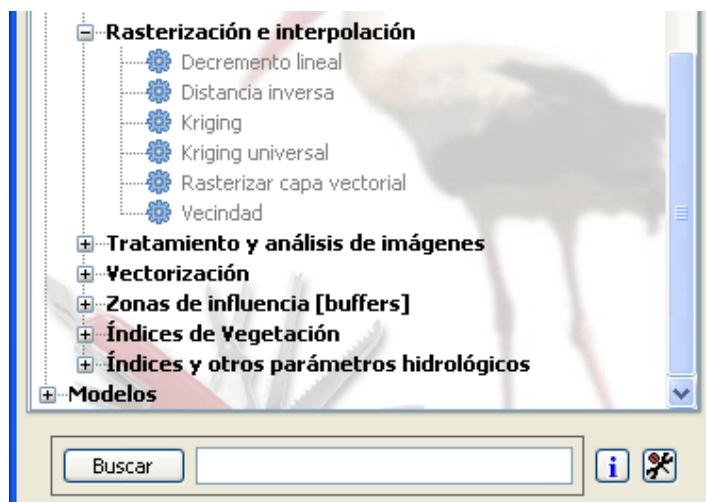 Rasterización e interpolación
Decremento lineal
Distancia inversa
Kriging
Kriging universal
Rasterizar capa vectorial
Vecindad
Tratamiento y análisis de imágenes
Vectorización
Zonas de influencia [buffers]
Índices de Vegetación
Índices y otros parámetros hidrológicos
Modelos
Buscar